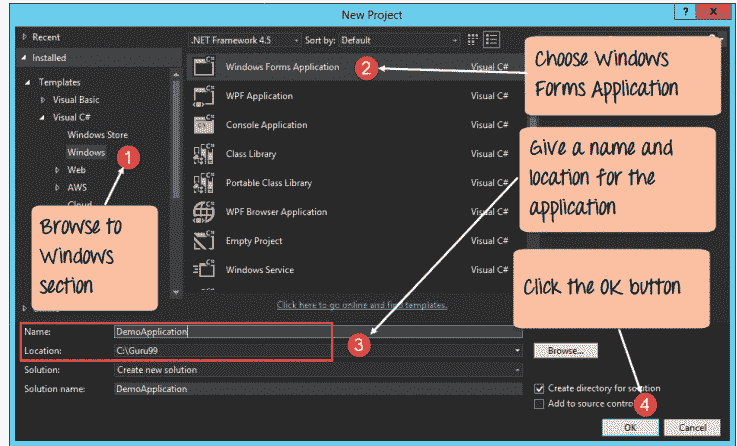 New Project
? x
Recent
.NET Framework 4.5
Sort by: Default
Installed
Templates
Visual Basic
Visual C#
Windows Store
Windows
Web
AWS
Cloud
Windows Forms Application
Visual C#
WPF Application
Console Application
Class Library
Portable Class Library
WPF Browser Application
Visual C#
Empty Project
Visual C#
Windows Service
Visual C#
Click here to go online and find templates.
1
2
3
4
Choose Windows
Forms Application
Give a name and
location for the
application
Browse to
Windows
section
Click the OK button
Name:
DemoApplication
Location:
C:\Guru99
Browse...
Solution:
Create new solution
Solution name:
DemoApplication
Create directory for solution
Add to source control
OK
Cancel